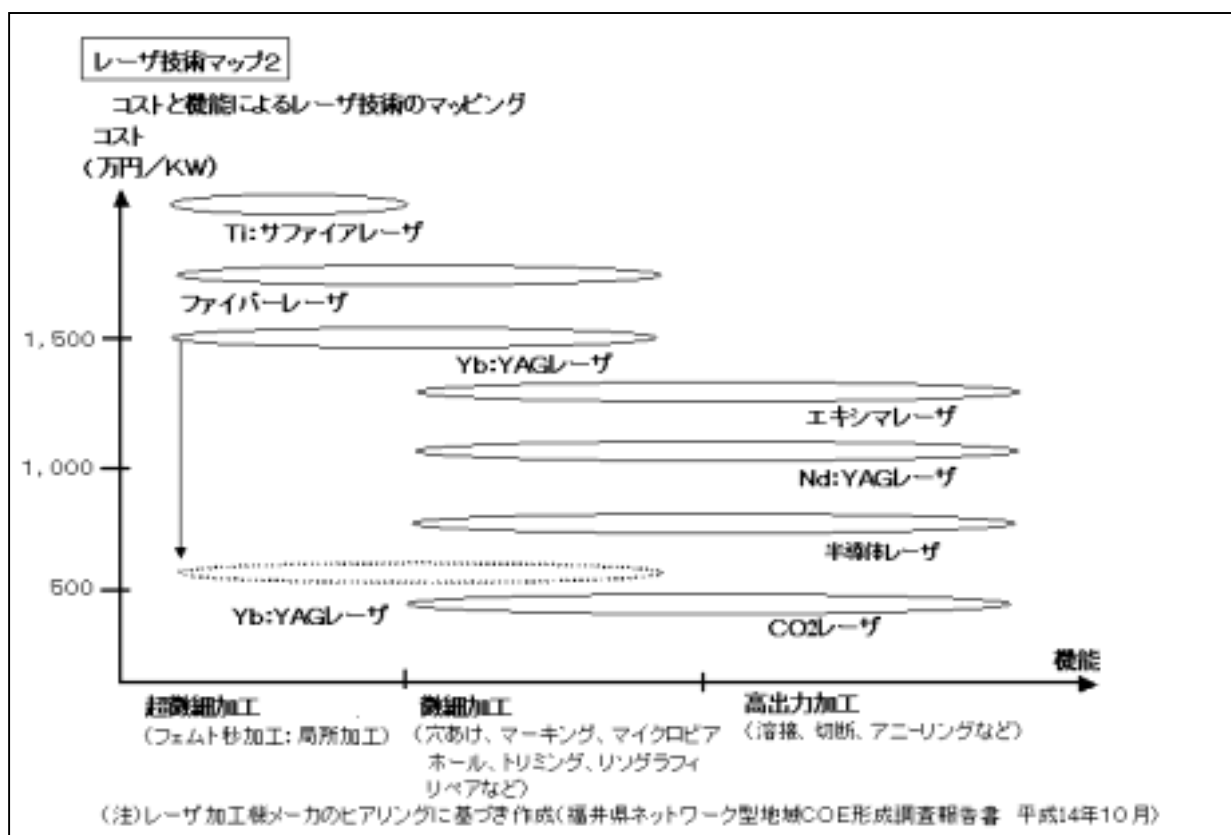 レーザ技術マップ2
コストと機能によるレーザ技術のマッピング
コスト
(万円/KW)
Ti:サファイアレーザ
ファイバーレーザ
1,500
Yb:YAGレーザ
エキシマレーザ
1,000
Nd:YAGレーザ
半導体レーザ
500
Yb:YAGレーザ
CO2レーザ
機能
超微細加工
(フェムト秒加工:局所加工)
微細加工
(穴あけ、マーキング、マイクロビア
ホール、トリミング、リソグラフィ
リペアなど)
高出力加工
(溶接、切断、アニーリングなど)
(注)レーザ加工機メーカのヒアリングに基づき作成(福井県ネットワーク型地域COE形成調査報告書 平成14年10月)